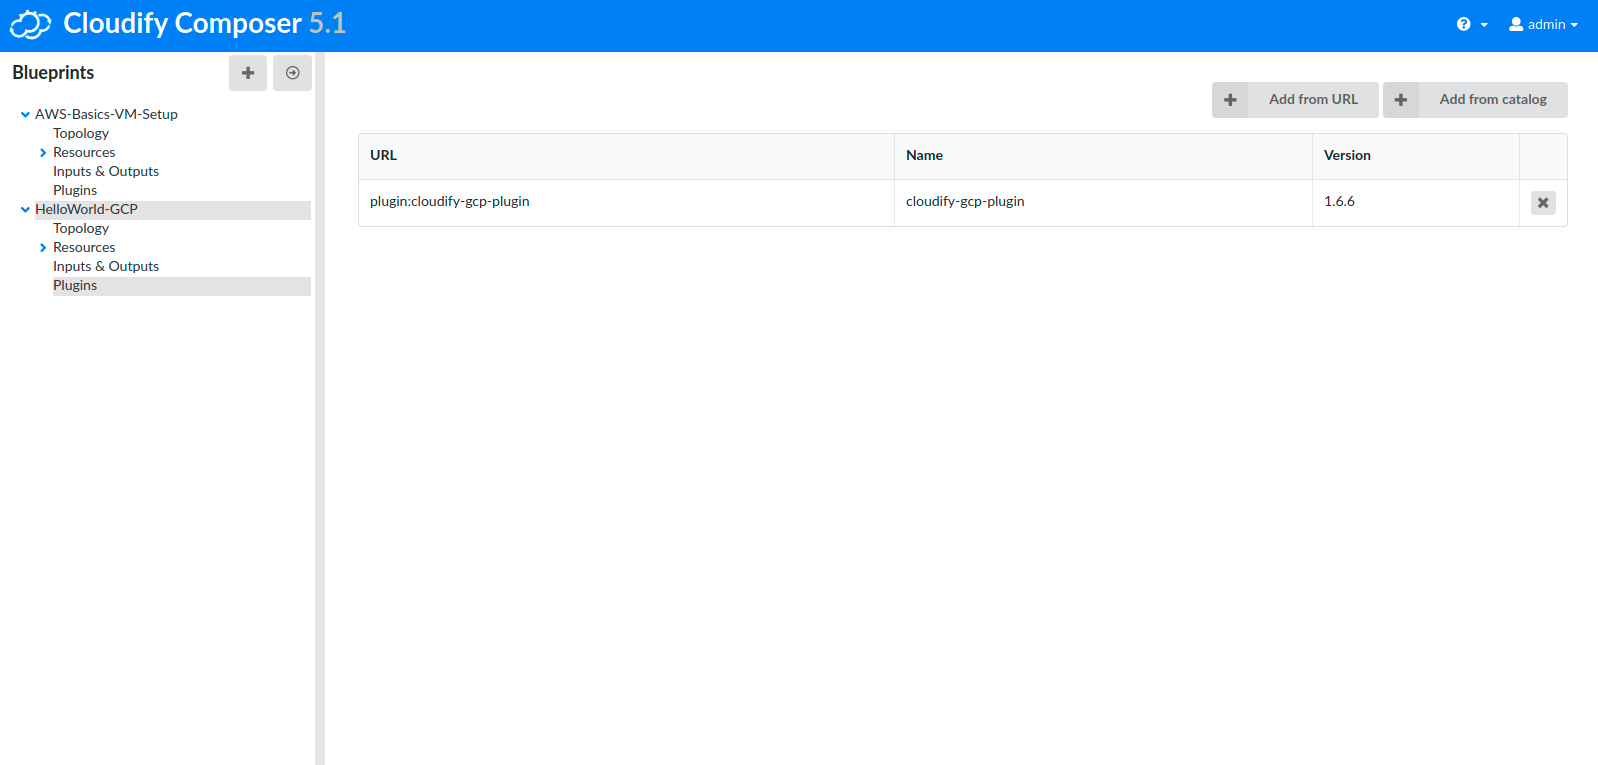 Cloudify Composer 5.1
admin
Blueprints
AWS-Basics-VM-Setup
Topology
Resources
Inputs & Outputs
Plugins
HelloWorld-GCP
Topology
Resources
Inputs & Outputs
Plugins
Add from URL
Add from catalog
URL Name Version
plugin:cloudify-gcp-plugin cloudify-gcp-plugin 1.6.6